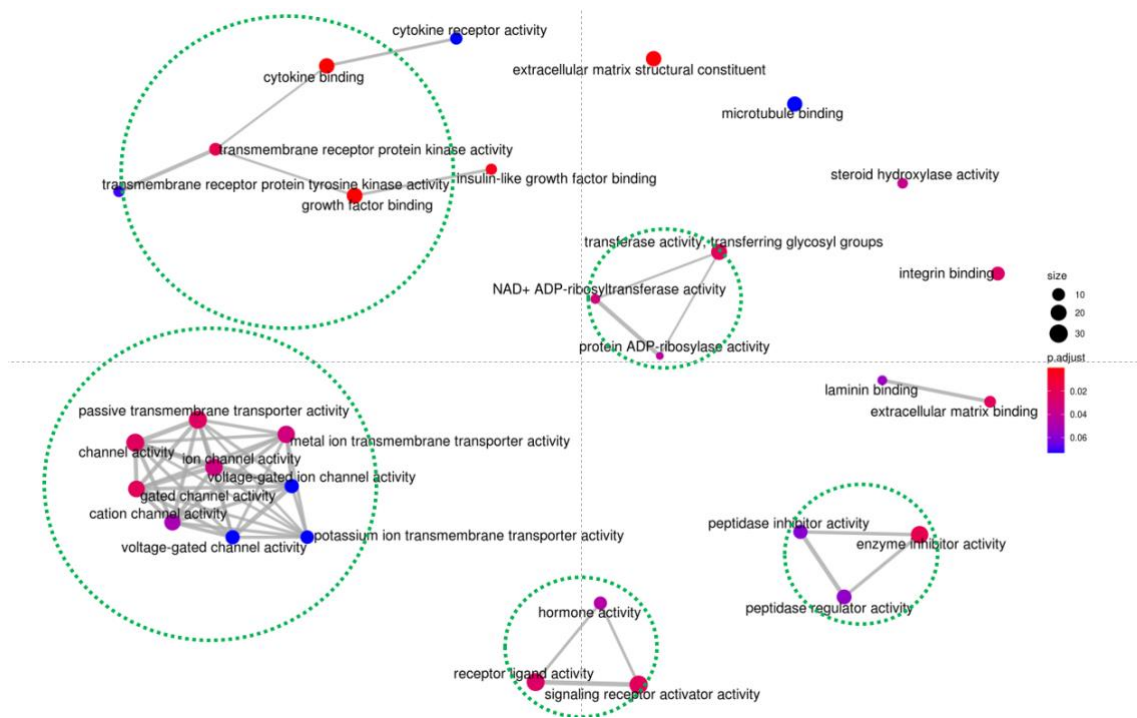 cytokine receptor activity
cytokine binding
extracellular matrix structural constituent
microtubule binding
transmembrane receptor protein kinase activity
steroid hydroxylase activity
transmembrane receptor protein tyrosine kinase activity
insulin-like growth factor binding
growth factor binding
transferase activity, transferring glycosyl groups
integrin binding
NAD+ ADP-ribosyltransferase activity
protein ADP-ribosylase activity
size
10
20
30
p.adjust
0.02
0.04
0.06
laminin binding
extracellular matrix binding
passive transmembrane transporter activity
metal ion transmembrane transporter activity
channel activity
ion channel activity
voltage-gated ion channel activity
gated channel activity
cation channel activity
voltage-gated channel activity
potassium ion transmembrane transporter activity
peptidase inhibitor activity
enzyme inhibitor activity
peptidase regulator activity
hormone activity
receptor ligand activity
signaling receptor activator activity